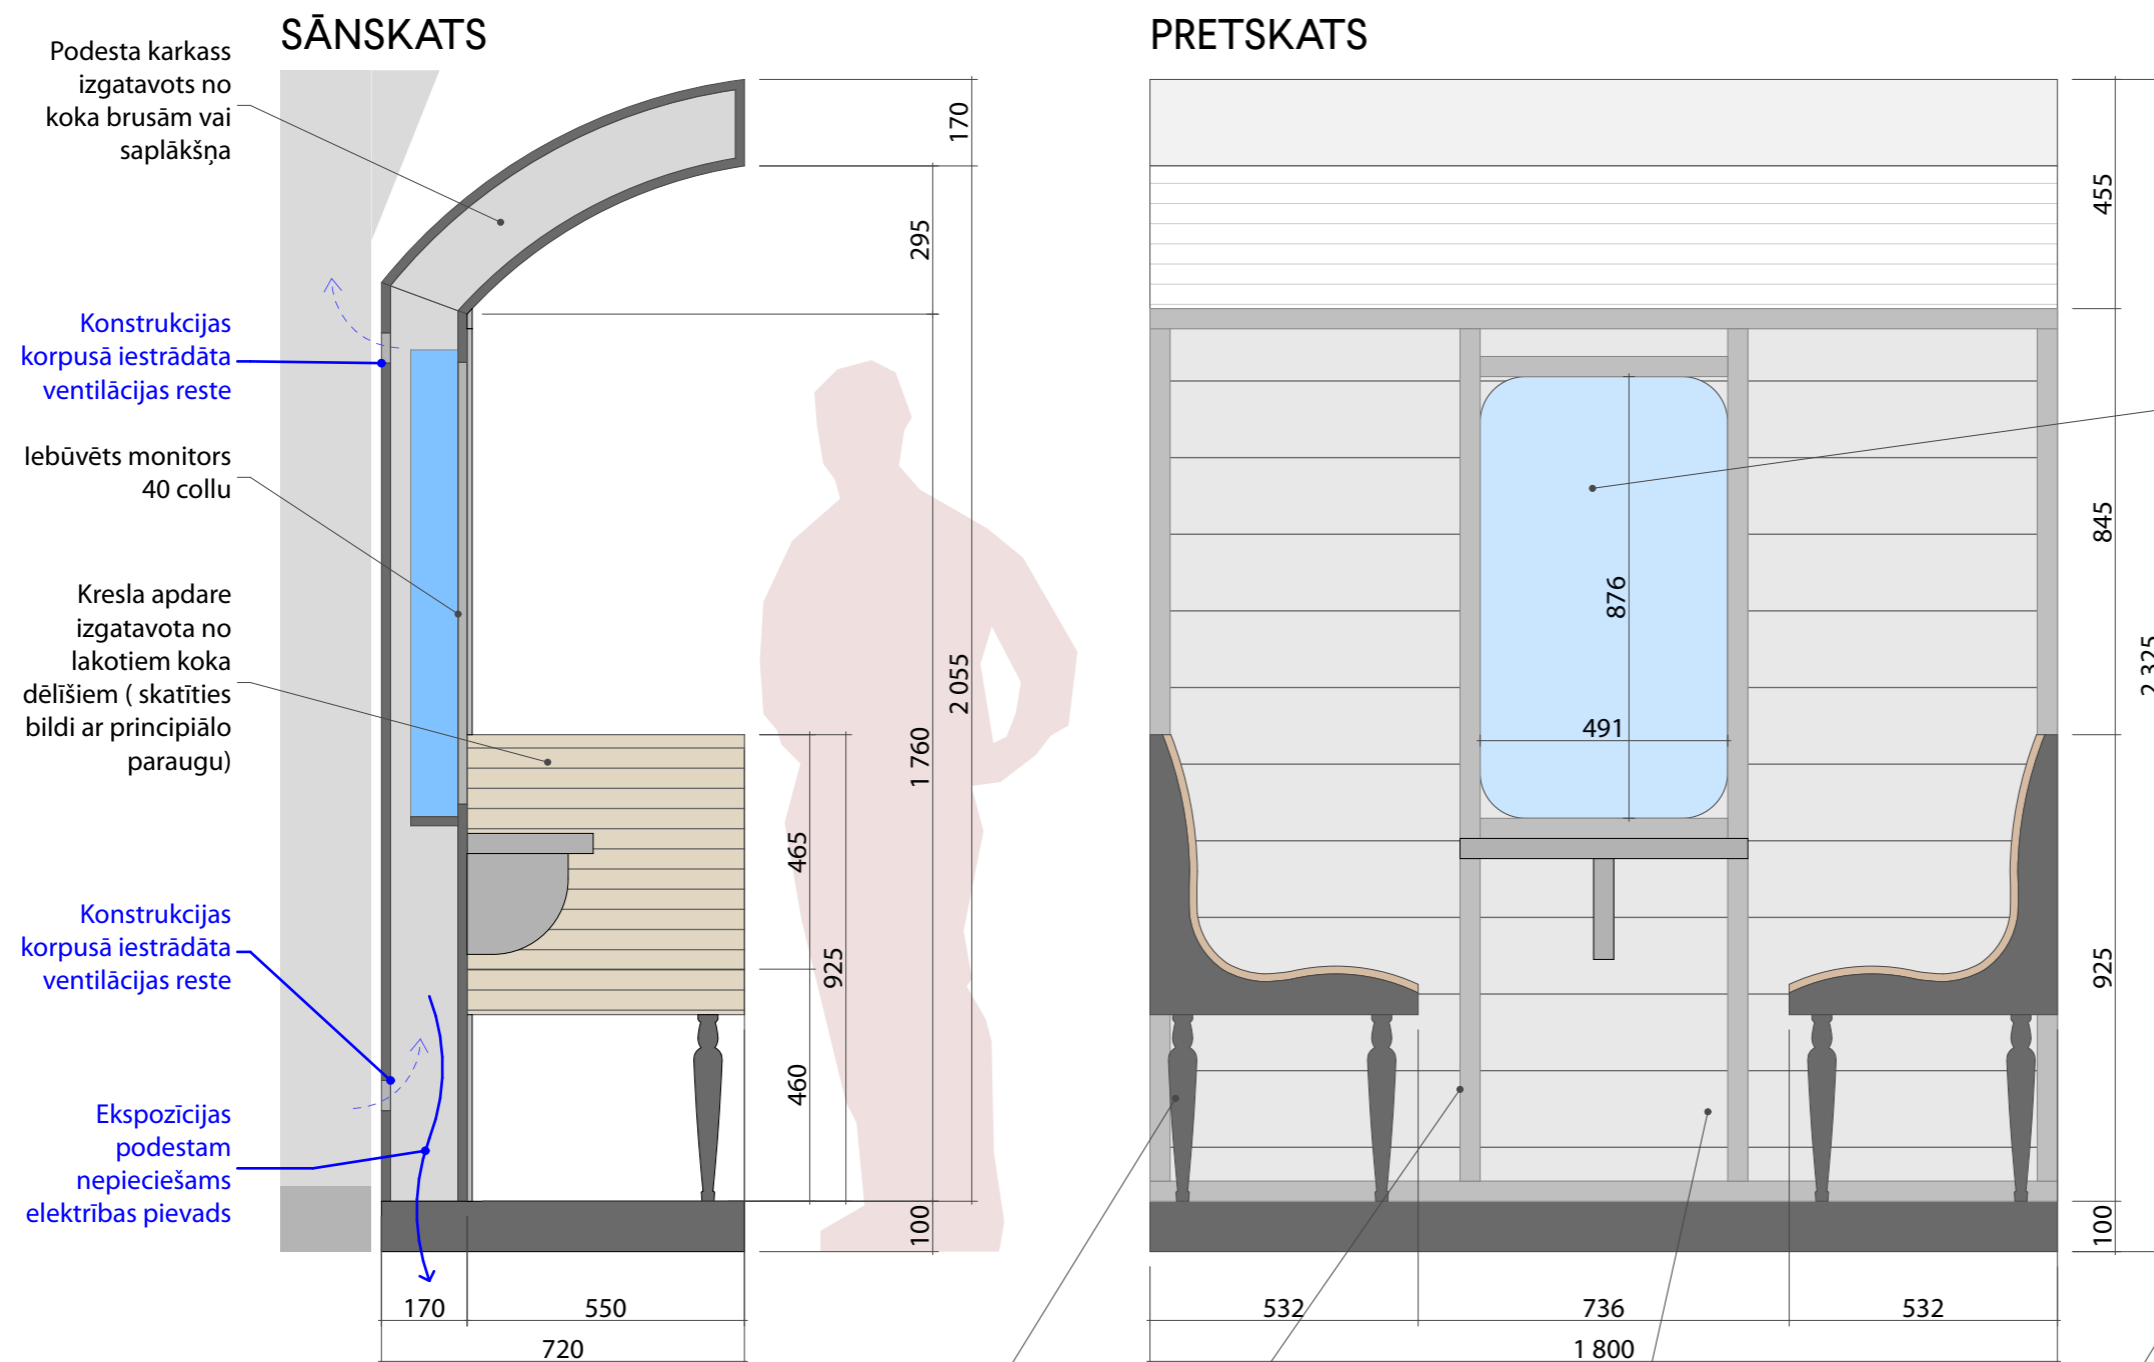 SĀNSKATS
PRETSKATS
Podesta karkass
izgatavots no
koka brusām vai
saplākšņa
Konstrukcijas
korpusā iestrādāta
ventilācijas reste
Iebūvēts monitors
40 collu
Kresla apdare
izgatavota no
lakotiem koka
dēlīšiem ( skatīties
bildi ar principiālo
paraugu)
Konstrukcijas
korpusā iestrādāta
ventilācijas reste
Ekspozīcijas
podestam
nepieciešams
elektrības pievads
170
295
2 055
1 760
465
925
460
100
170
550
720
455
845
876
491
2 325
925
100
532
736
532
1 800